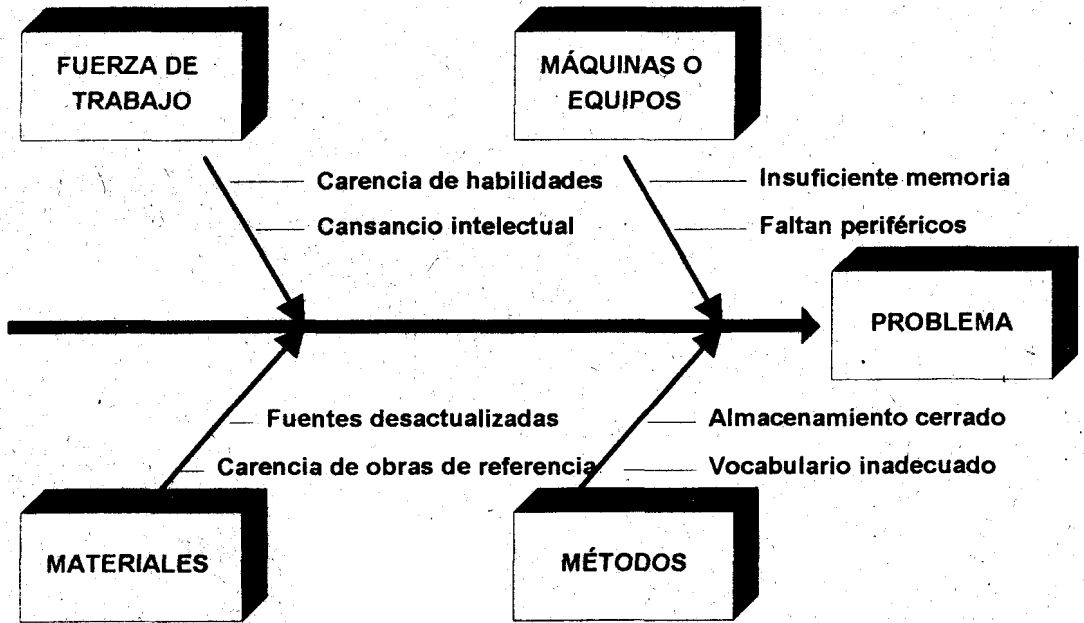 FUERZA DE
TRABAJO
MÁQUINAS O
EQUIPOS
Carencia de habilidades
Cansancio intelectual
Insuficiente memoria
Faltan periféricos
PROBLEMA
Fuentes desactualizadas
Carencia de obras de referencia
Almacenamiento cerrado
Vocabulario inadecuado
MATERIALES
MÉTODOS